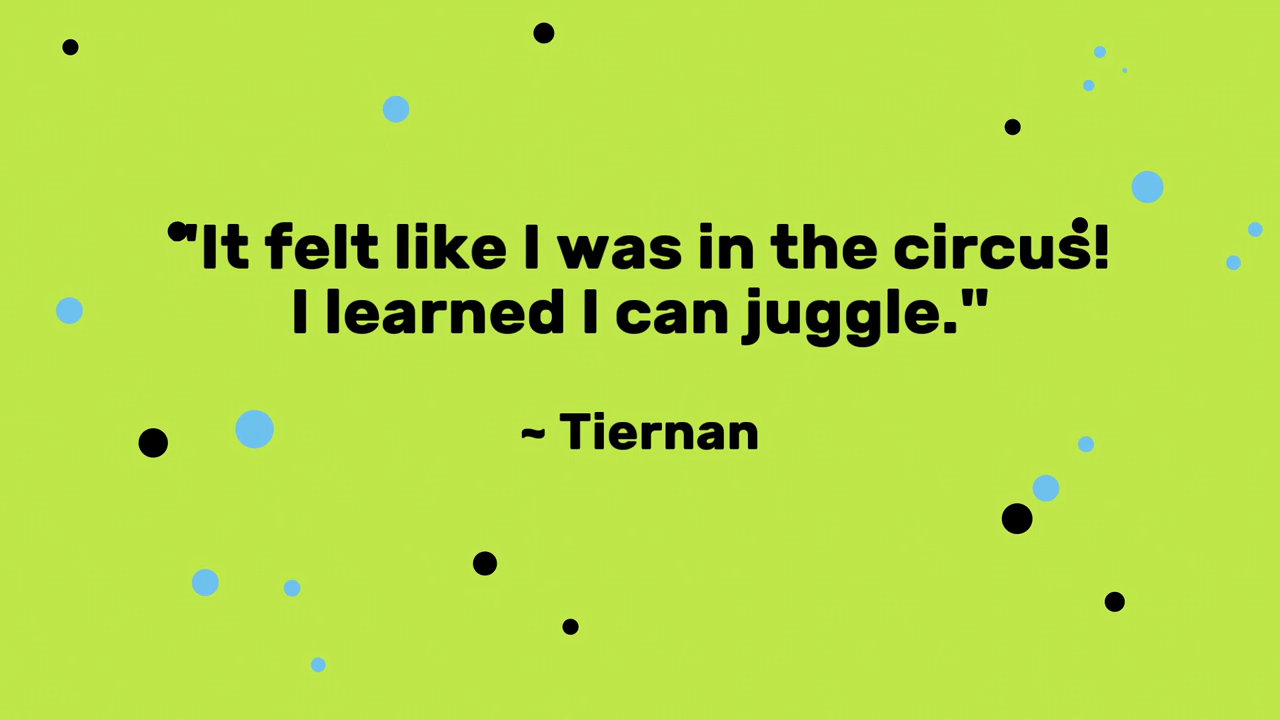 "It felt like I was in the circus!
I learned I can juggle."
~ Tiernan